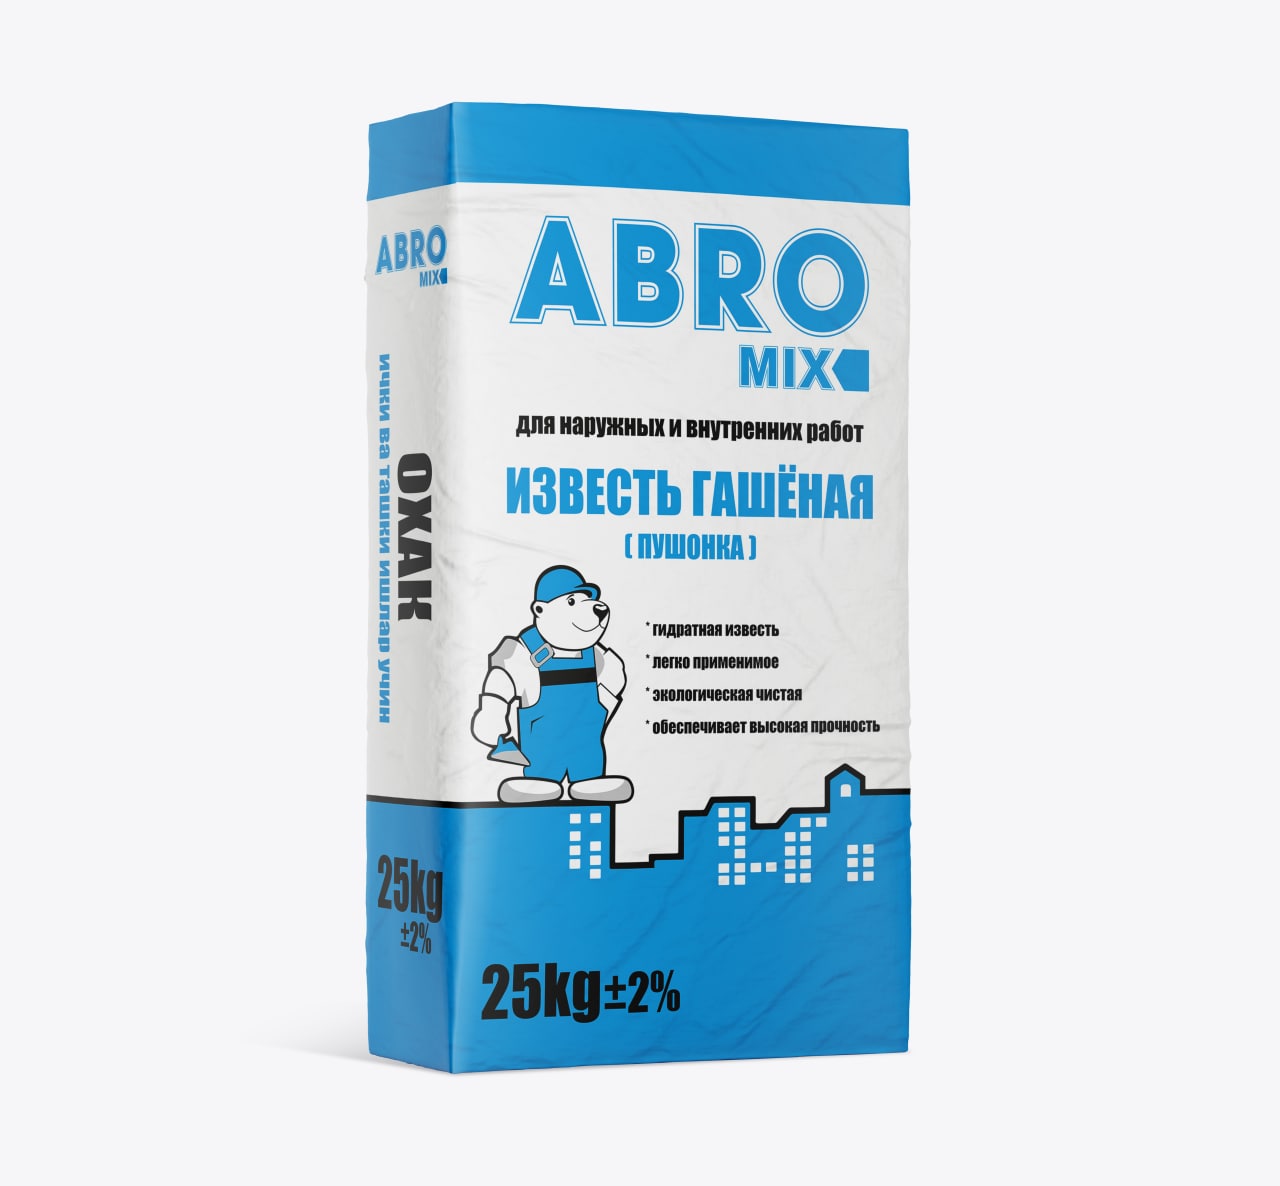 ABRO
MIX
для наружных и внутренних работ
ИЗВЕСТЬ ГАШЁНАЯ
( ПУШОНКА )
* гидратная известь
* легко применимое
* экологическая чистая
* обеспечивает высокая прочность
25kg±2%
ABRO
MIX
ОХАК
ички ва ташки ишлар учин
25kg
±2%